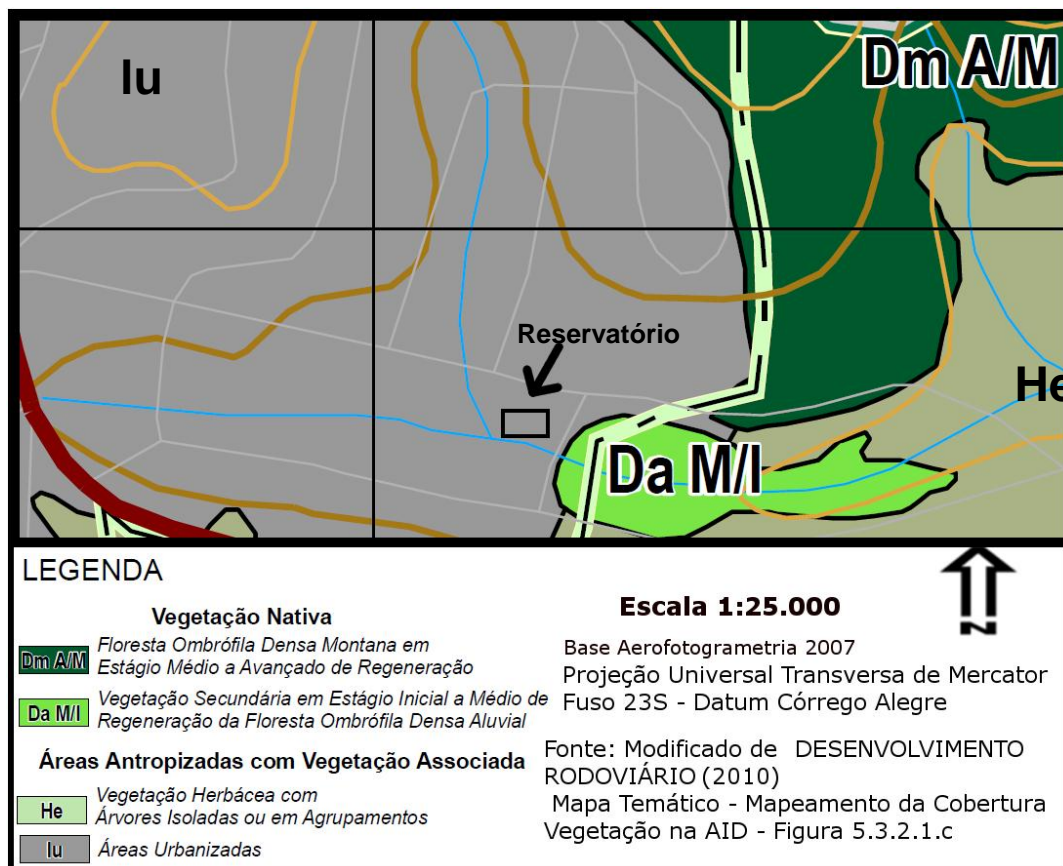 Iu
Dm A/M
Reservatório
He
Da M/I
LEGENDA
Vegetação Nativa
Dm A/M
Floresta Ombrófila Densa Montana em
Estágio Médio a Avançado de Regeneração
Da M/I
Vegetação Secundária em Estágio Inicial a Médio de
Regeneração da Floresta Ombrófila Densa Aluvial
Áreas Antropizadas com Vegetação Associada
He
Vegetação Herbácea com
Árvores Isoladas ou em Agrupamentos
Iu
Áreas Urbanizadas
N
Escala 1:25.000
Base Aerofotogrametria 2007
Projeção Universal Transversa de Mercator
Fuso 23S - Datum Córrego Alegre
Fonte: Modificado de DESENVOLVIMENTO
RODOVIÁRIO (2010)
Mapa Temático - Mapeamento da Cobertura
Vegetação na AID - Figura 5.3.2.1.c